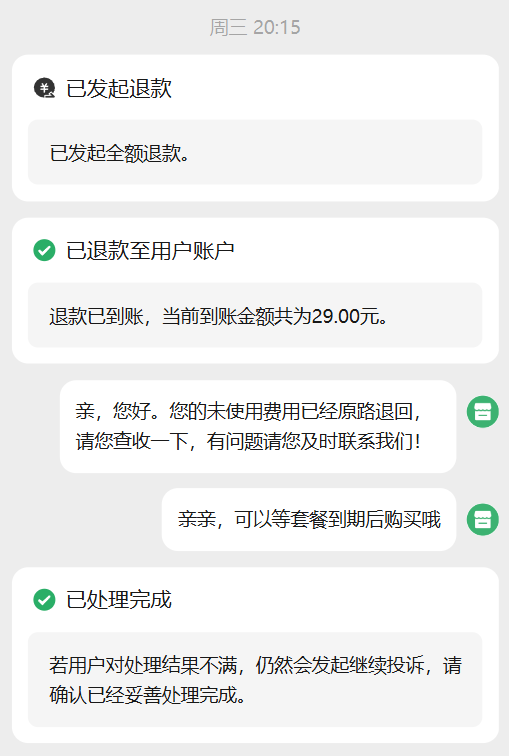 周三 20:15
已发起退款
已发起全额退款。
已退款至用户账户
退款已到账，当前到账金额共为29.00元。
亲，您好。您的未使用费用已经原路退回，
请您查收一下，有问题请您及时联系我们！
亲亲，可以等套餐到期后购买哦
已处理完成
若用户对处理结果不满，仍然会发起继续投诉，请
确认已经妥善处理完成。